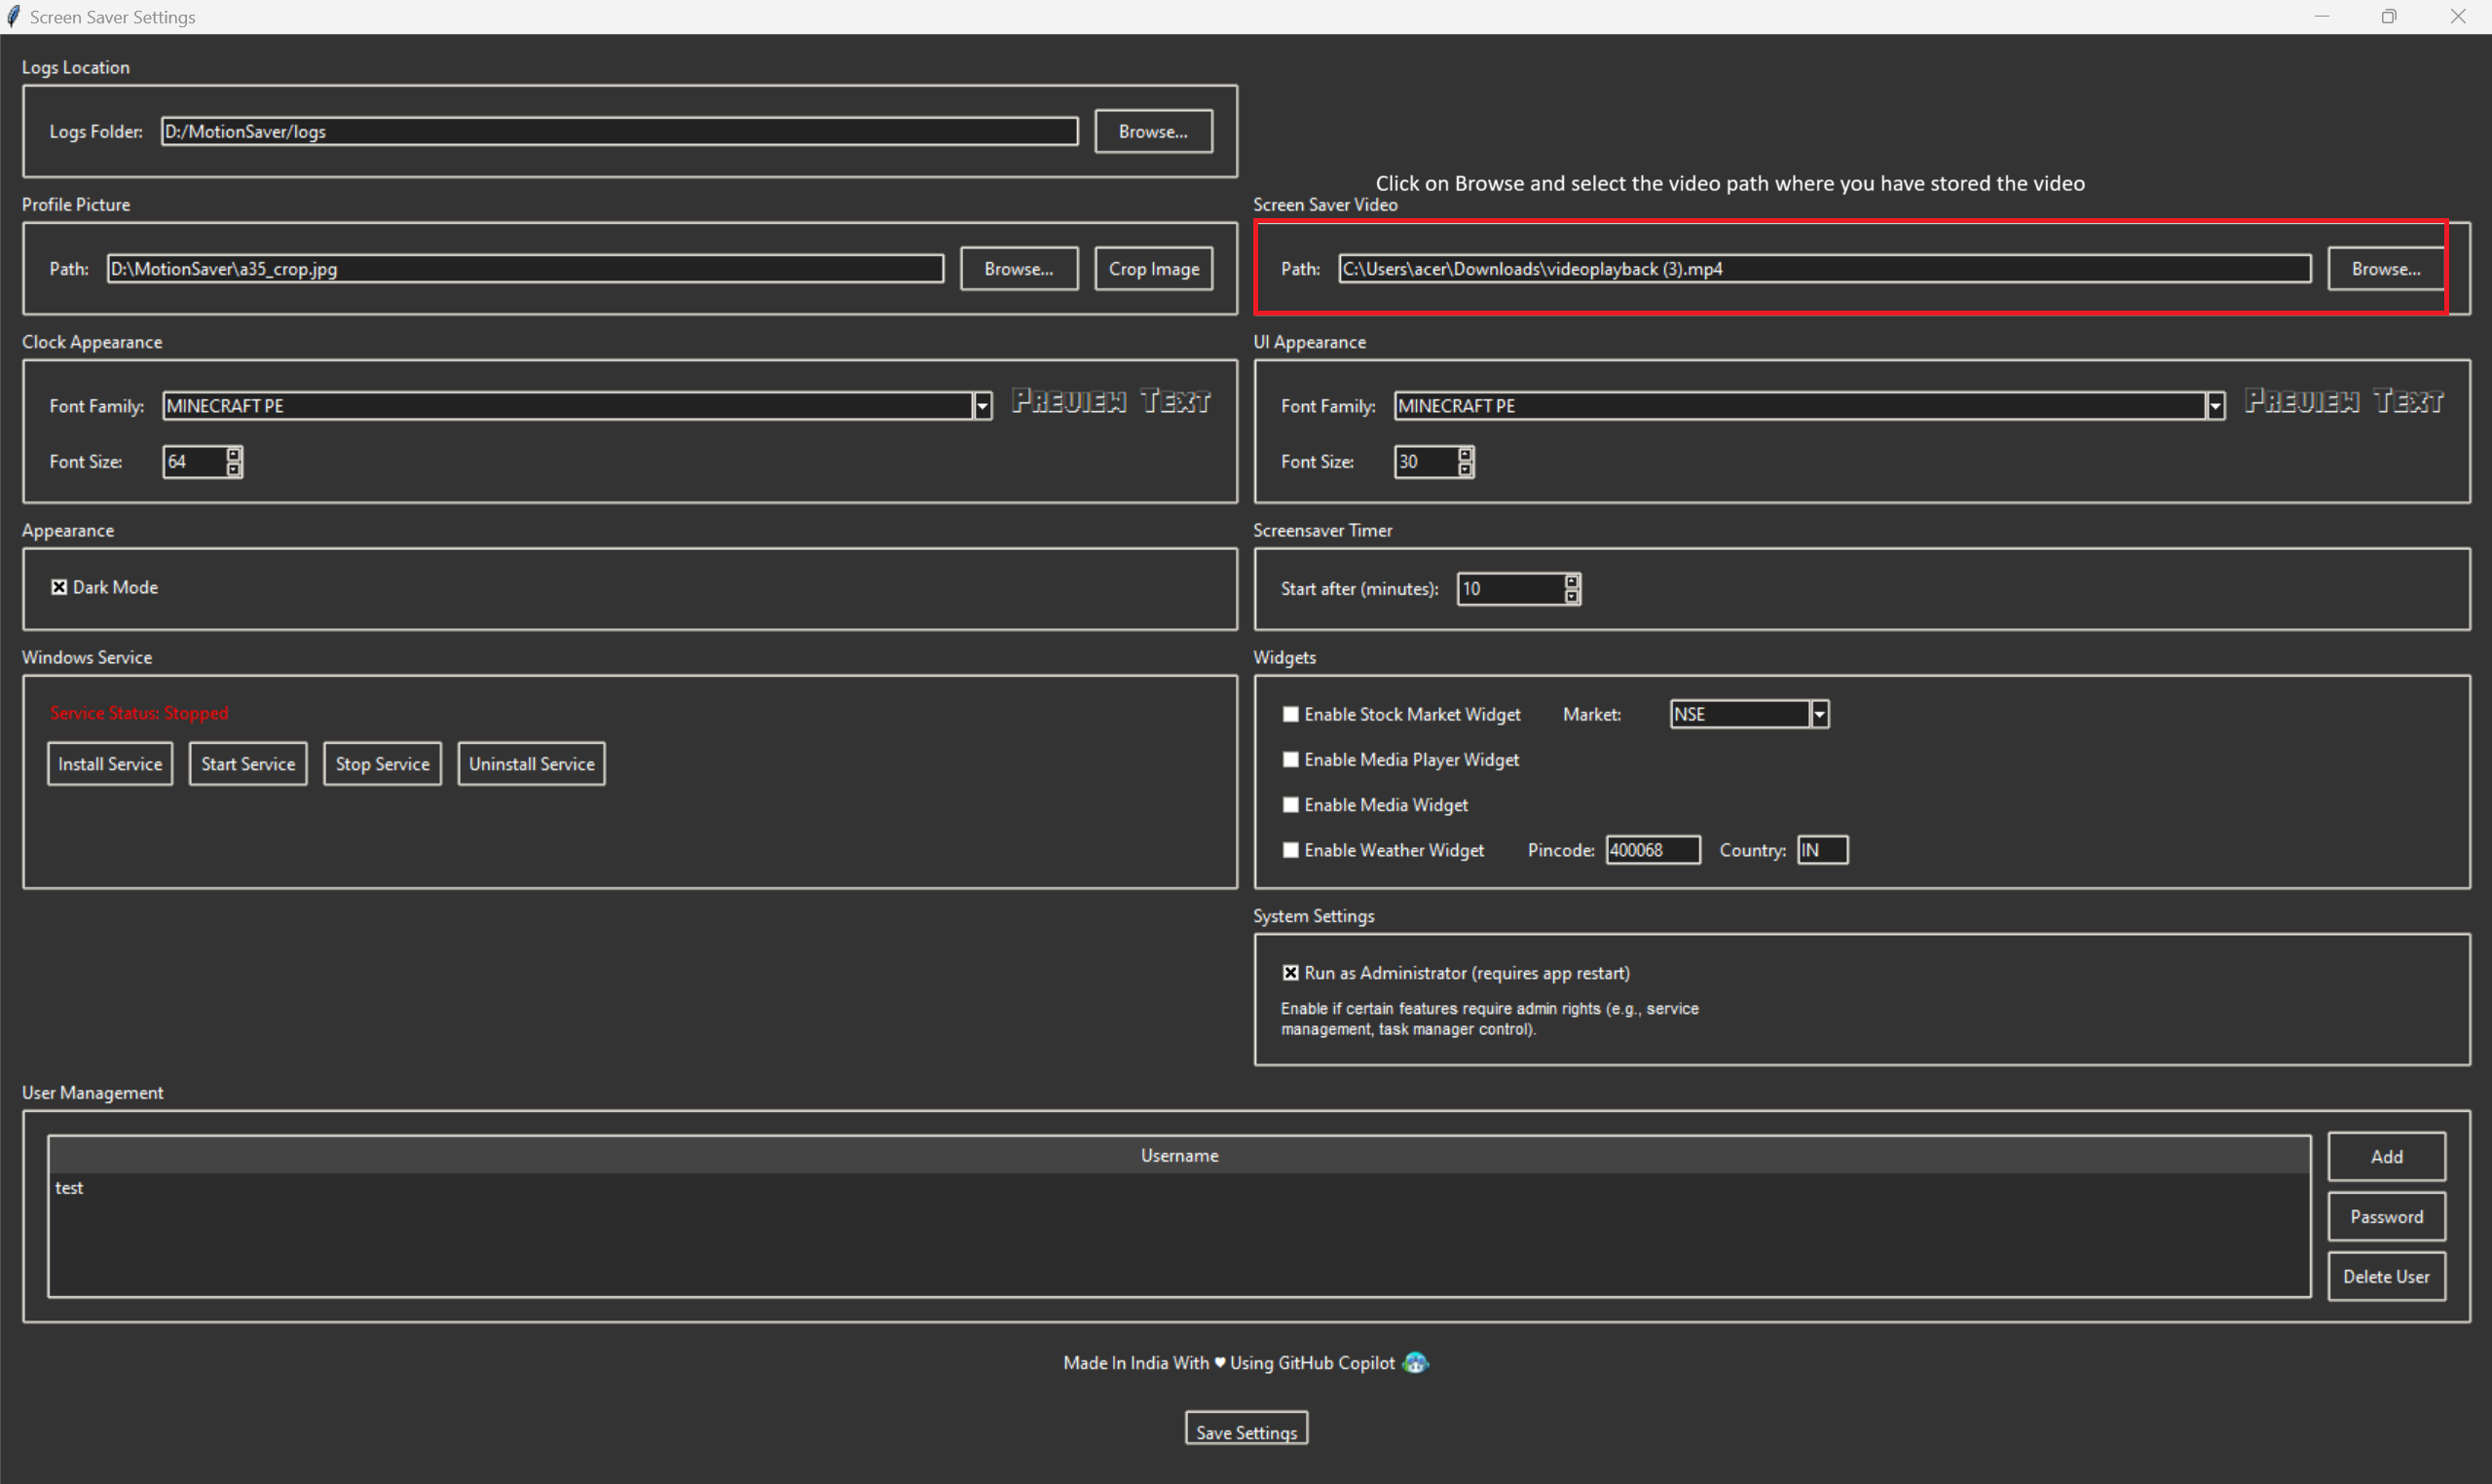 Screen Saver Settings
Logs Location
Logs Folder: D:/MotionSaver/logs Browse...
Click on Browse and select the video path where you have stored the video
Profile Picture
Path: D:\MotionSaver\a35_crop.jpg Browse... Crop Image
Screen Saver Video
Path: C:\Users\acer\Downloads\videoplayback (3).mp4 Browse...
Clock Appearance
Font Family: MINECRAFT PE Preview Text
Font Size: 64
UI Appearance
Font Family: MINECRAFT PE Preview Text
Font Size: 30
Appearance
Dark Mode
Screensaver Timer
Start after (minutes): 10
Windows Service
Service Status: Stopped
Install Service Start Service Stop Service Uninstall Service
Widgets
Enable Stock Market Widget Market: NSE
Enable Media Player Widget
Enable Media Widget
Enable Weather Widget Pincode: 400068 Country: IN
System Settings
Run as Administrator (requires app restart)
Enable if certain features require admin rights (e.g., service
management, task manager control).
User Management
Username
test
Add
Password
Delete User
Made In India With ♥ Using GitHub Copilot
Save Settings